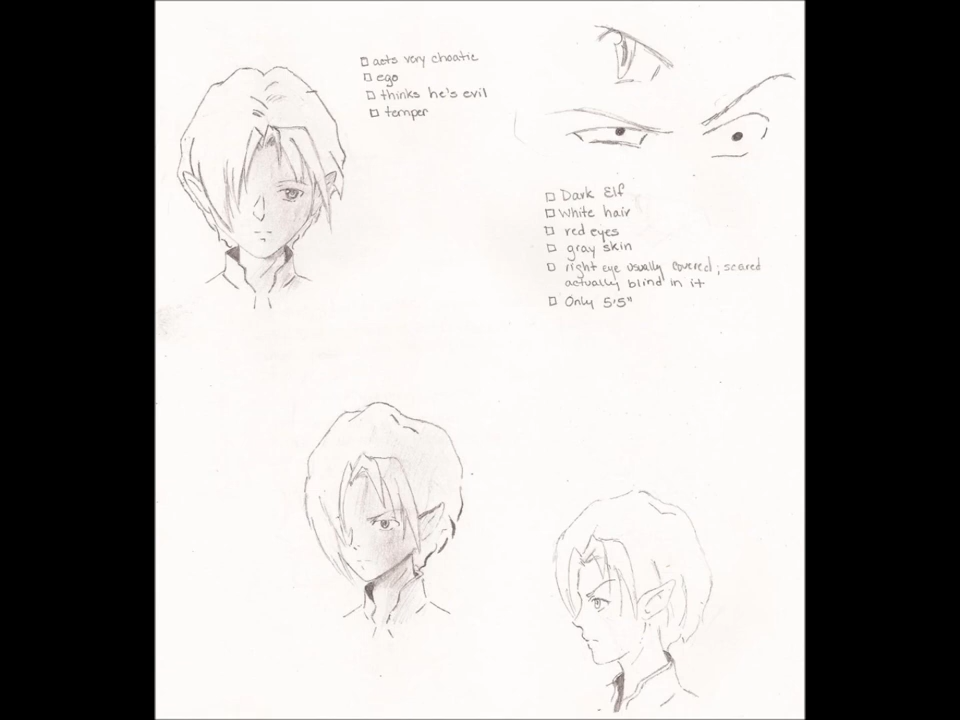 □ acts very choatic
□ ego
□ thinks he's evil
□ temper
□ Dark Elf
□ White hair
□ red eyes
□ gray skin
□ right eye usually covered; scared
actually blind in it
□ Only 5'5"